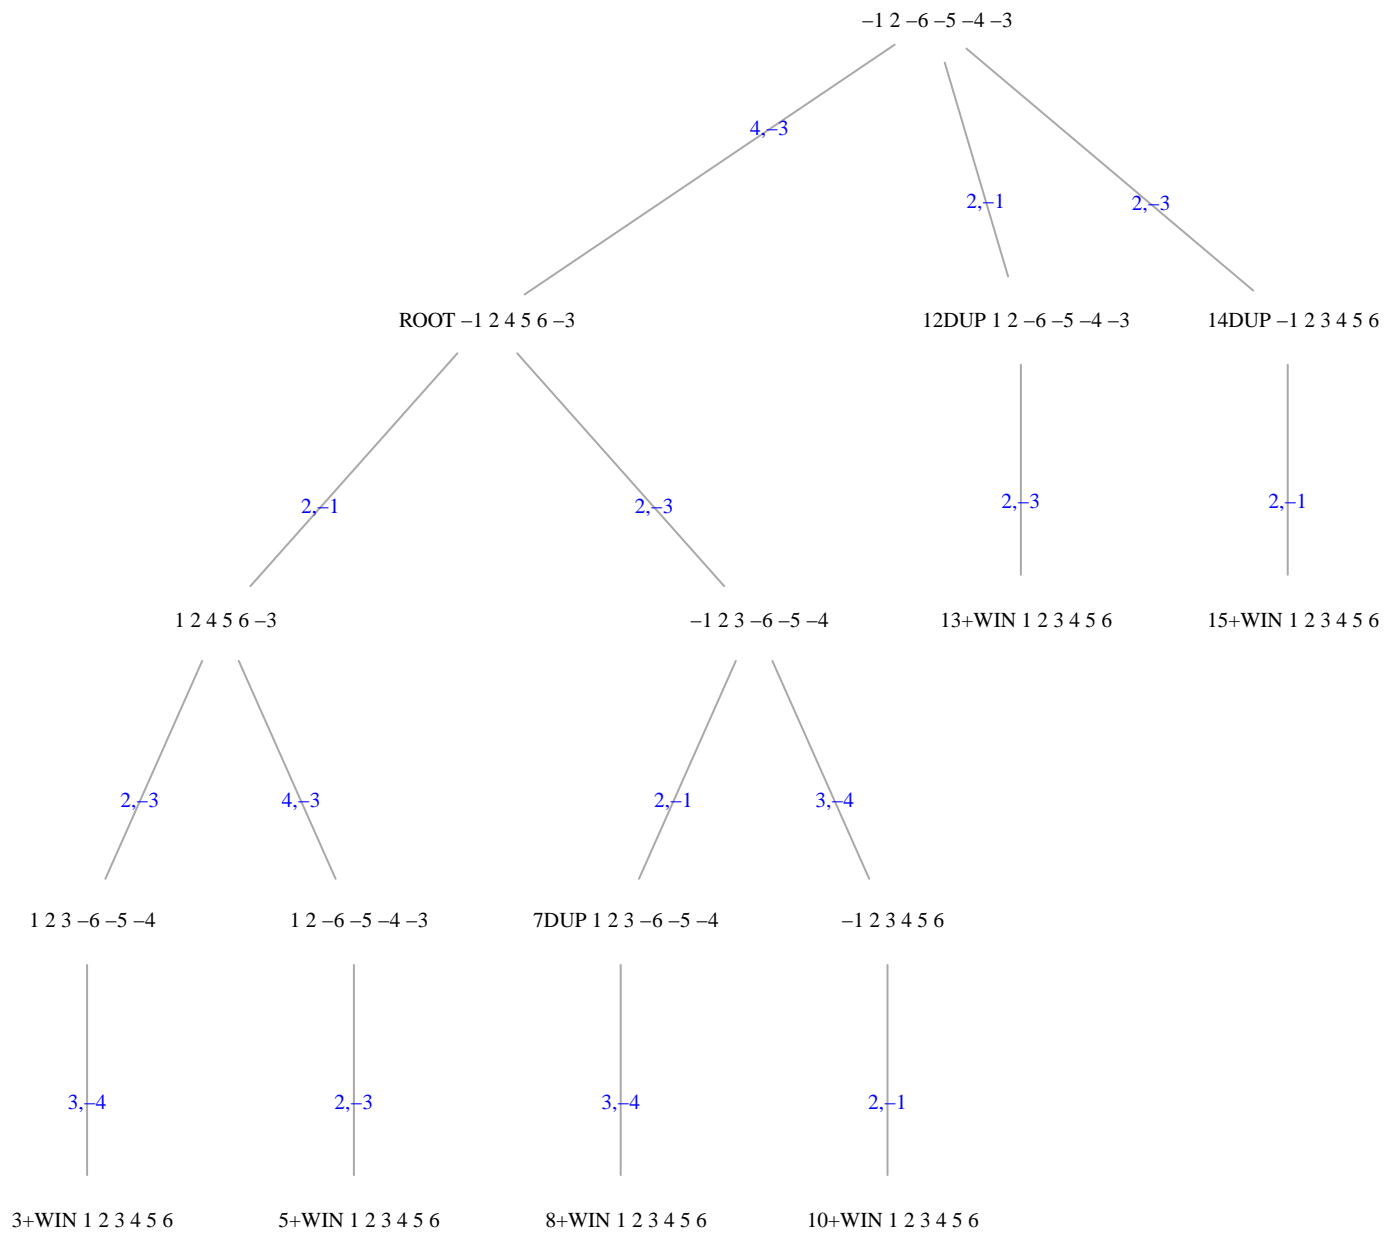 −1 2 −6 −5 −4 −3
4,−3
2,−1
2,−3
ROOT −1 2 4 5 6 −3
12DUP 1 2 −6 −5 −4 −3
14DUP −1 2 3 4 5 6
2,−1
2,−3
2,−3
2,−1
1 2 4 5 6 −3
−1 2 3 −6 −5 −4
13+WIN 1 2 3 4 5 6
15+WIN 1 2 3 4 5 6
2,−3
4,−3
2,−1
3,−4
1 2 3 −6 −5 −4
1 2 −6 −5 −4 −3
7DUP 1 2 3 −6 −5 −4
−1 2 3 4 5 6
3,−4
2,−3
3,−4
2,−1
3+WIN 1 2 3 4 5 6
5+WIN 1 2 3 4 5 6
8+WIN 1 2 3 4 5 6
10+WIN 1 2 3 4 5 6